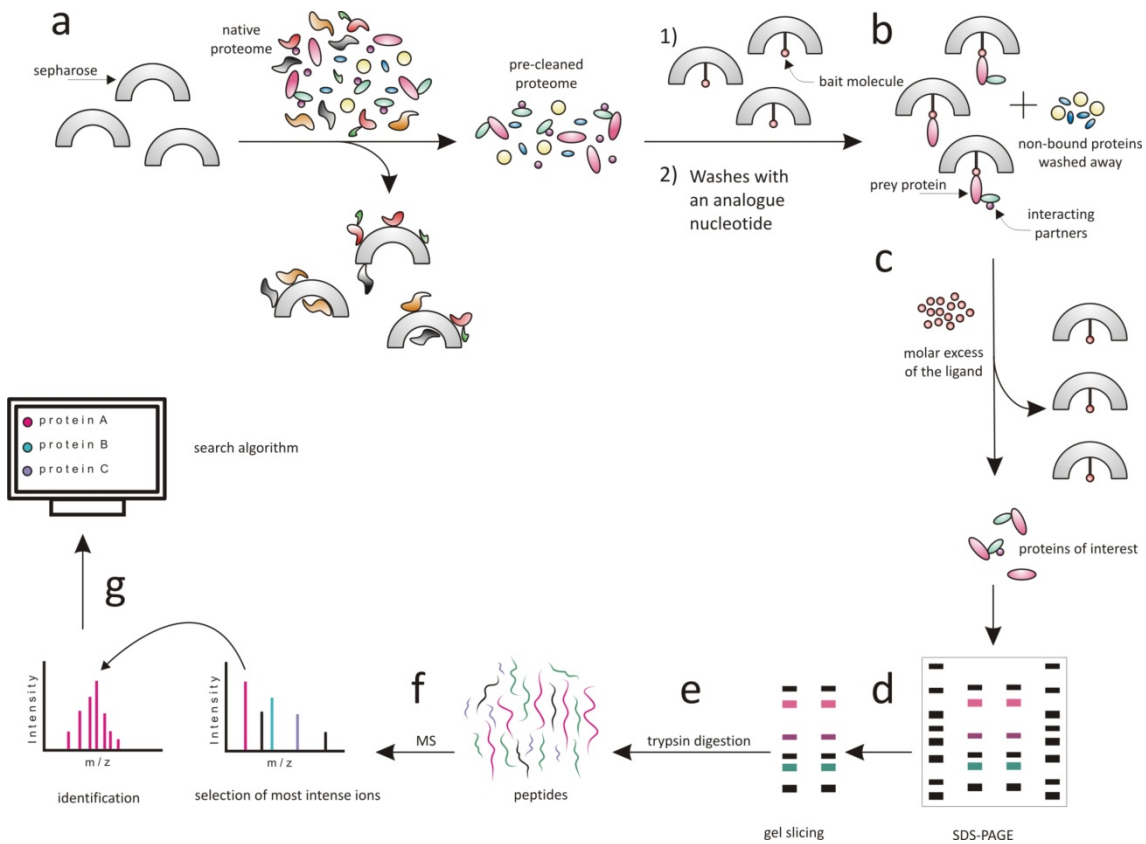 a
sepharose
native
proteome
pre-cleaned
proteome
1)
bait molecule
2) Washes with
an analogue
nucleotide
b
non-bound proteins
washed away
prey protein
interacting
partners
c
molar excess
of the ligand
proteins of interest
d
SDS-PAGE
gel slicing
e
trypsin digestion
peptides
f
MS
Intensity
m / z
selection of most intense ions
Intensity
m / z
identification
g
protein A
protein B
protein C
search algorithm